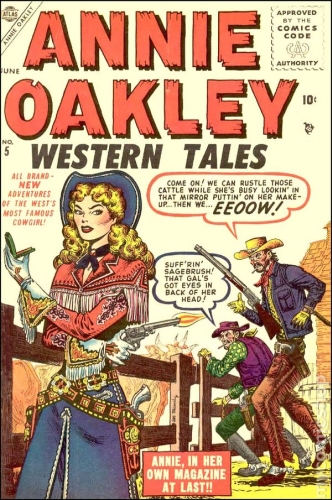 ATLAS
ANNIE OAKLEY
APPROVED
BY THE
COMICS
CODE
CA
AUTHORITY
ANNIE
JUNE
OAKLEY
10¢
NO.
5
WESTERN TALES
ALL BRAND-
NEW
ADVENTURES
OF THE WEST'S
MOST FAMOUS
COWGIRL!
COME ON! WE CAN RUSTLE THOSE
CATTLE WHILE SHE'S BUSY LOOKIN' IN
THAT MIRROR PUTTIN' ON HER MAKE-
UP...THEN WE...
EEOOW!
SUFF'RIN'
SAGEBRUSH!
THAT GAL'S
GOT EYES IN
BACK OF HER
HEAD!
ANNIE, IN HER
OWN MAGAZINE
AT LAST!!